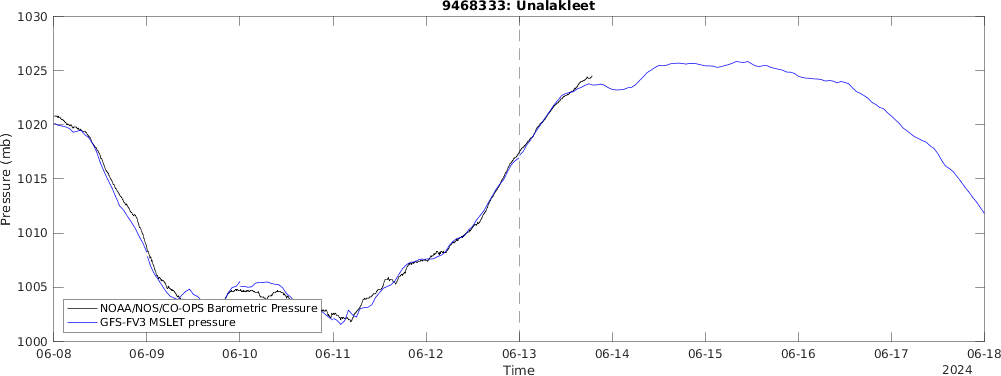 9468333: Unalakleet
Pressure (mb)
1030
1025
1020
1015
1010
1005
1000
NOAA/NOS/CO-OPS Barometric Pressure
GFS-FV3 MSLET pressure
06-08 06-09 06-10 06-11 06-12 06-13 06-14 06-15 06-16 06-17 06-18
Time
2024